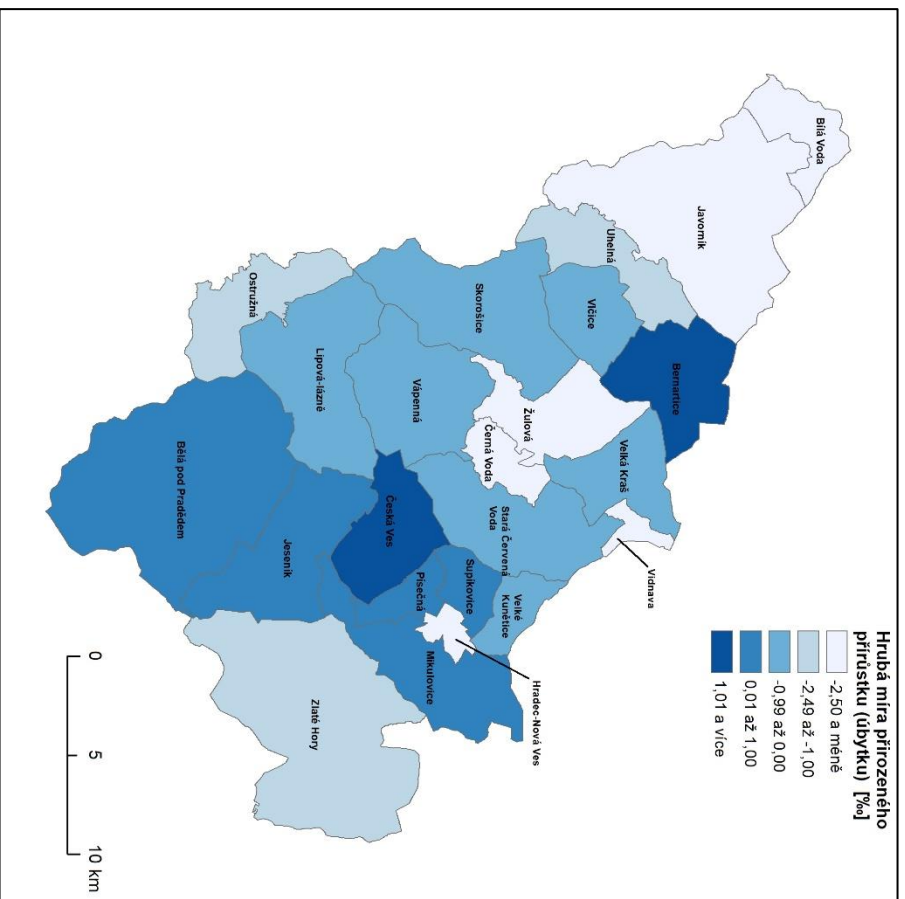 Hrubá míra přirozeného
přírůstku (úbytku) [‰]
-2,50 a méně
-2,49 až -1,00
-0,99 až 0,00
0,01 až 1,00
1,01 a více
Bílá Voda
Javorník
Uhelná
Vlčice
Bernartice
Skorošice
Ostružná
Lipová-lázně
Vápenná
Žulová
Černá Voda
Velká Kraš
Vidnava
Stará Červená
Voda
Velké
Kunětice
Supíkovice
Česká Ves
Písečná
Hradec-Nová Ves
Mikulovice
Jeseník
Bělá pod Pradědem
Zlaté Hory
0
5
10 km